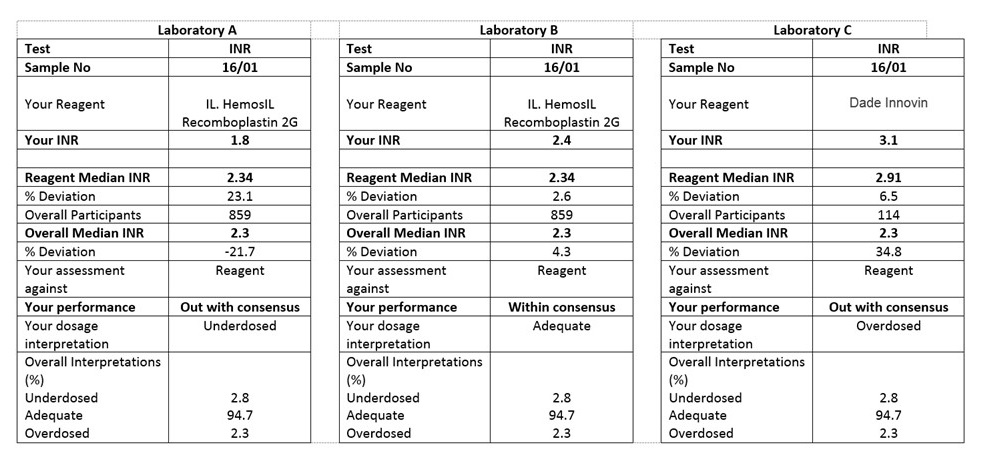 Laboratory A
Test INR
Sample No 16/01
Your Reagent IL. HemosIL
Recomboplastin 2G
Your INR 1.8
Reagent Median INR 2.34
% Deviation 23.1
Overall Participants 859
Overall Median INR 2.3
% Deviation -21.7
Your assessment Reagent
against
Your performance Out with consensus
Your dosage Underdosed
interpretation
Overall Interpretations
(%)
Underdosed 2.8
Adequate 94.7
Overdosed 2.3
Laboratory B
Test INR
Sample No 16/01
Your Reagent IL. HemosIL
Recomboplastin 2G
Your INR 2.4
Reagent Median INR 2.34
% Deviation 2.6
Overall Participants 859
Overall Median INR 2.3
% Deviation 4.3
Your assessment Reagent
against
Your performance Within consensus
Your dosage Adequate
interpretation
Overall Interpretations
(%)
Underdosed 2.8
Adequate 94.7
Overdosed 2.3
Laboratory C
Test INR
Sample No 16/01
Your Reagent Dade Innovin
Your INR 3.1
Reagent Median INR 2.91
% Deviation 6.5
Overall Participants 114
Overall Median INR 2.3
% Deviation 34.8
Your assessment Reagent
against
Your performance Out with consensus
Your dosage Overdosed
interpretation
Overall Interpretations
(%)
Underdosed 2.8
Adequate 94.7
Overdosed 2.3